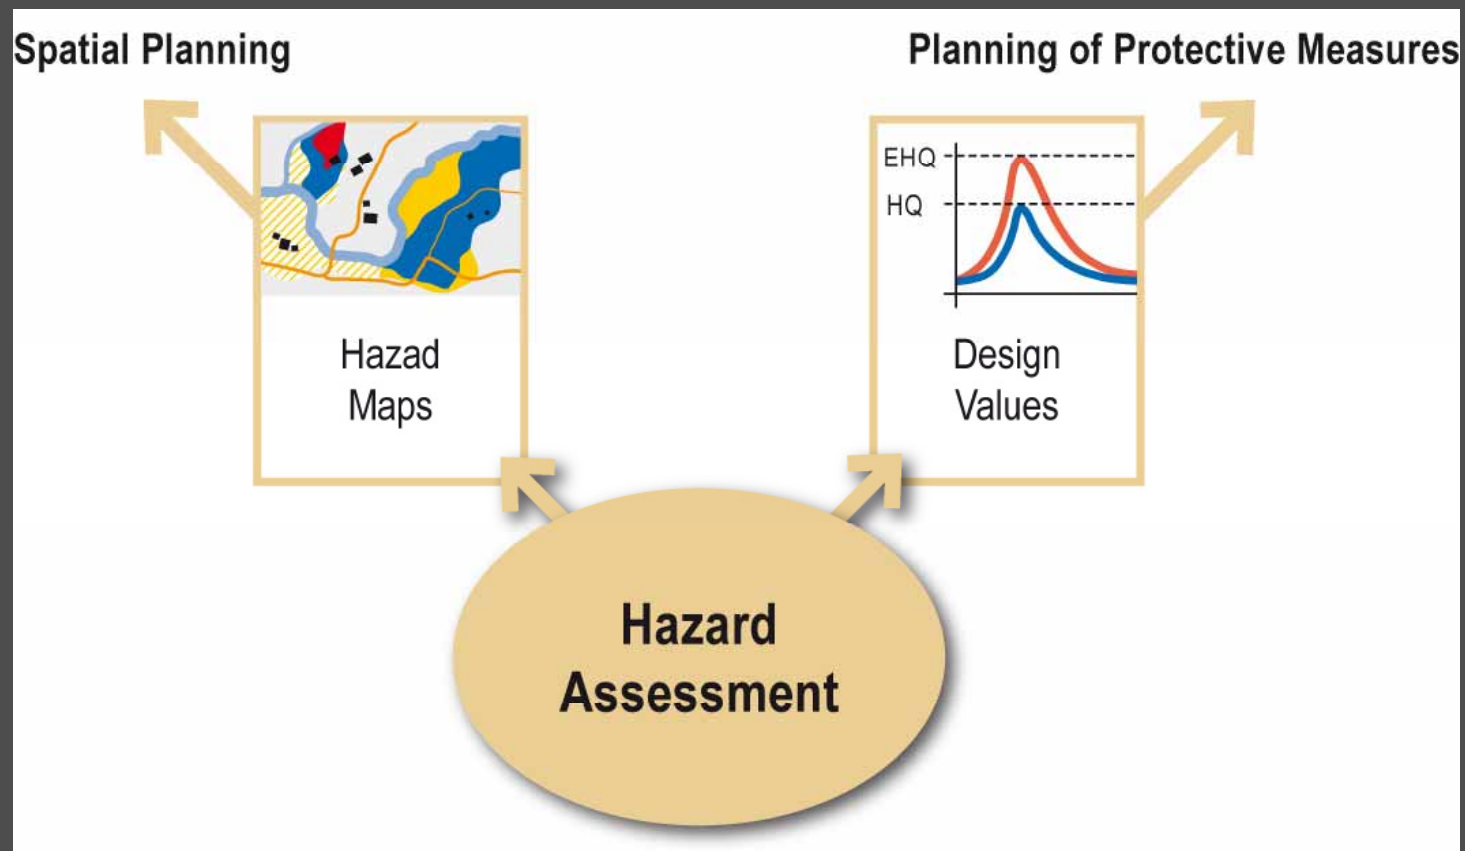 Spatial Planning
Planning of Protective Measures
EHQ
HQ
Hazad
Maps
Design
Values
Hazard
Assessment